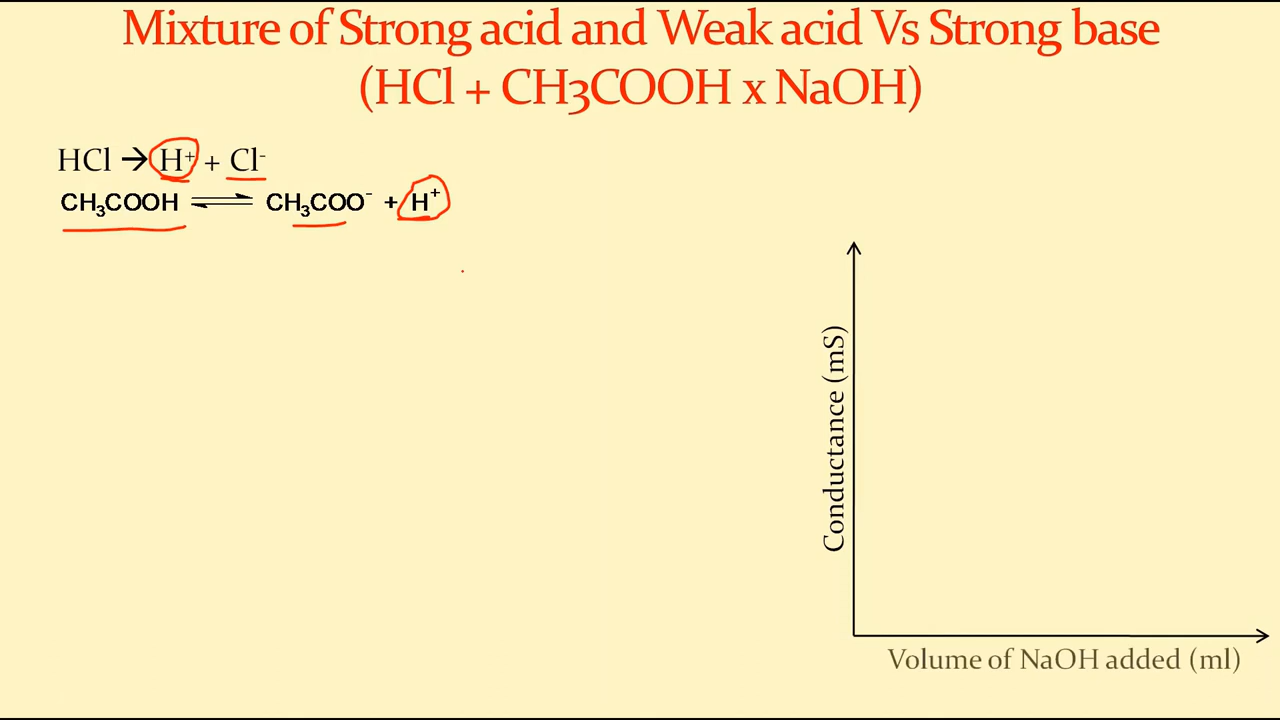 Mixture of Strong acid and Weak acid Vs Strong base
(HCl + CH3COOH x NaOH)
HCl → H⁺ + Cl⁻
CH₃COOH ⇌ CH₃COO⁻ + H⁺
Conductance (mS)
Volume of NaOH added (ml)